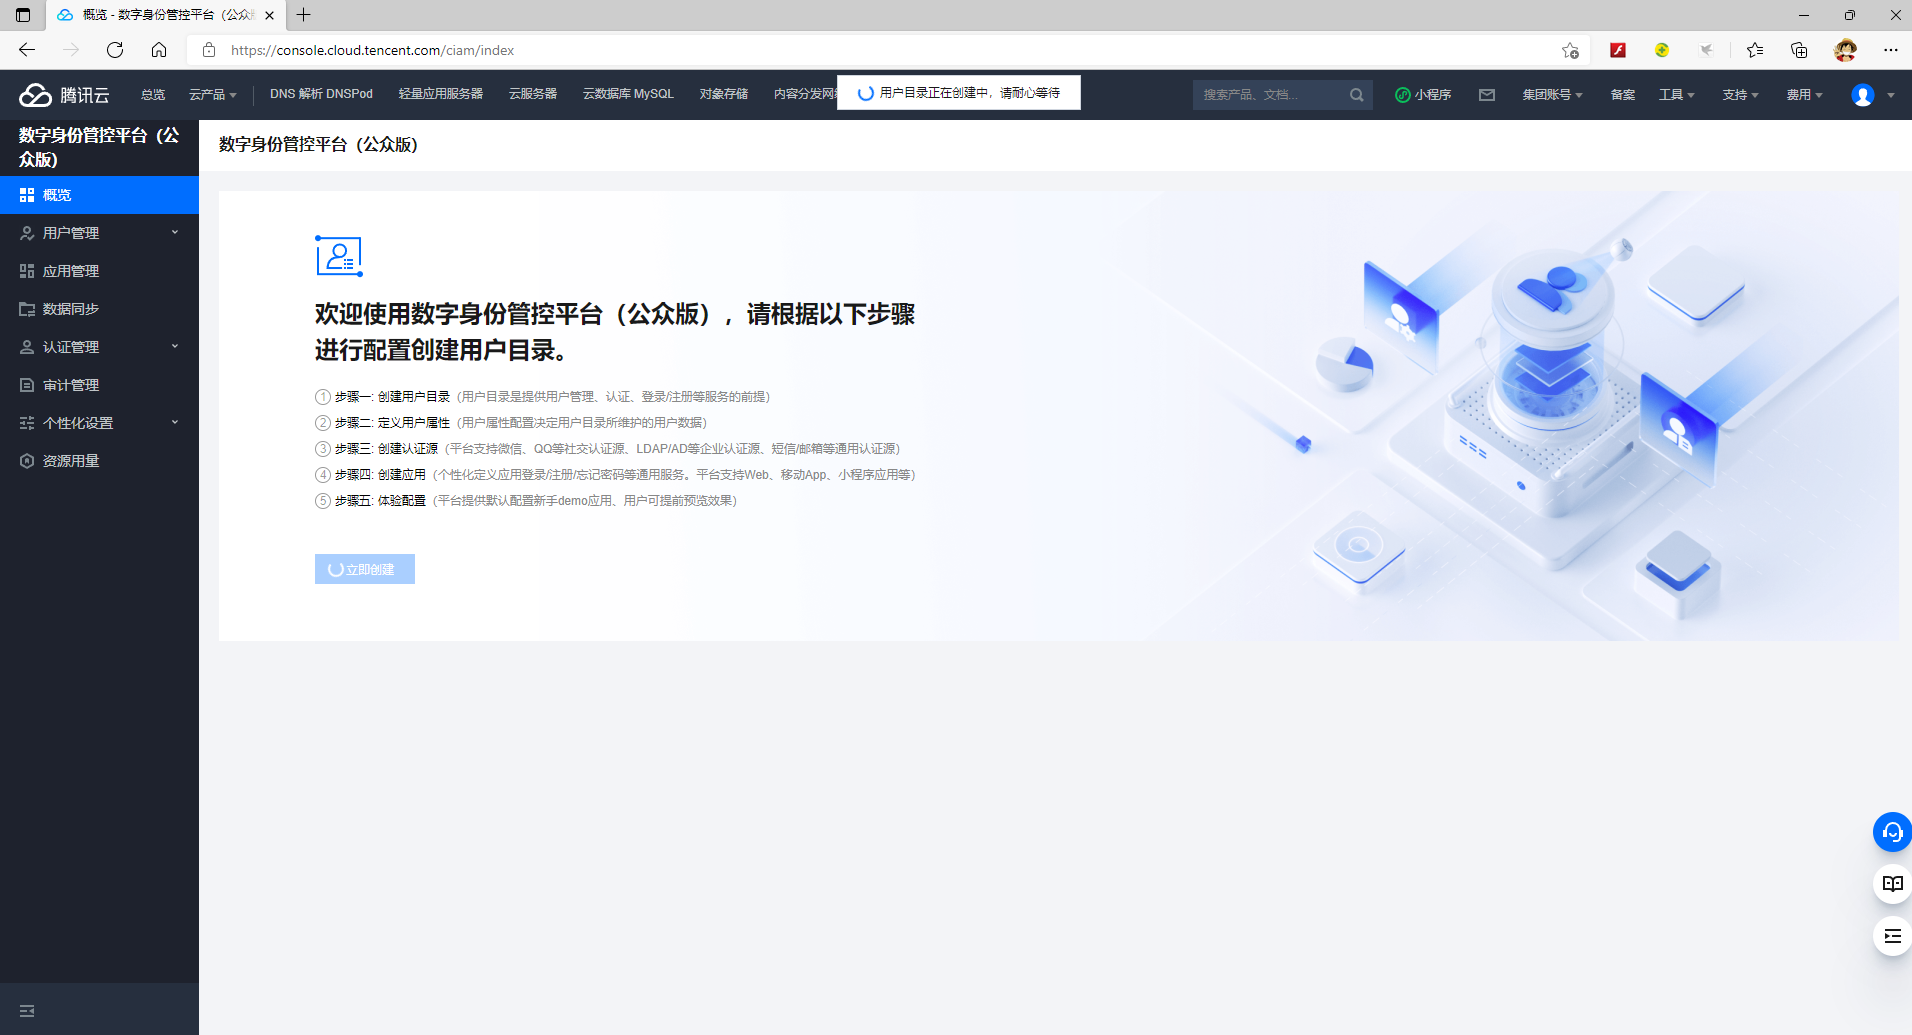 概览 - 数字身份管控平台（公众
https://console.cloud.tencent.com/ciam/index
腾讯云
总览
云产品
DNS 解析 DNSPod
轻量应用服务器
云服务器
云数据库 MySQL
对象存储
内容分发网
用户目录正在创建中，请耐心等待
搜索产品、文档...
小程序
集团账号
备案
工具
支持
费用
数字身份管控平台（公
众版）
概览
用户管理
应用管理
数据同步
认证管理
审计管理
个性化设置
资源用量
数字身份管控平台（公众版）
欢迎使用数字身份管控平台（公众版），请根据以下步骤
进行配置创建用户目录。
1 步骤一: 创建用户目录（用户目录是提供用户管理、认证、登录/注册等服务的前提）
2 步骤二: 定义用户属性（用户属性配置决定用户目录所维护的用户数据）
3 步骤三: 创建认证源（平台支持微信、QQ等社交认证源、LDAP/AD等企业认证源、短信/邮箱等通用认证源）
4 步骤四: 创建应用（个性化定义应用登录/注册/忘记密码等通用服务。平台支持Web、移动App、小程序应用等）
5 步骤五: 体验配置（平台提供默认配置新手demo应用、用户可提前预览效果）
立即创建